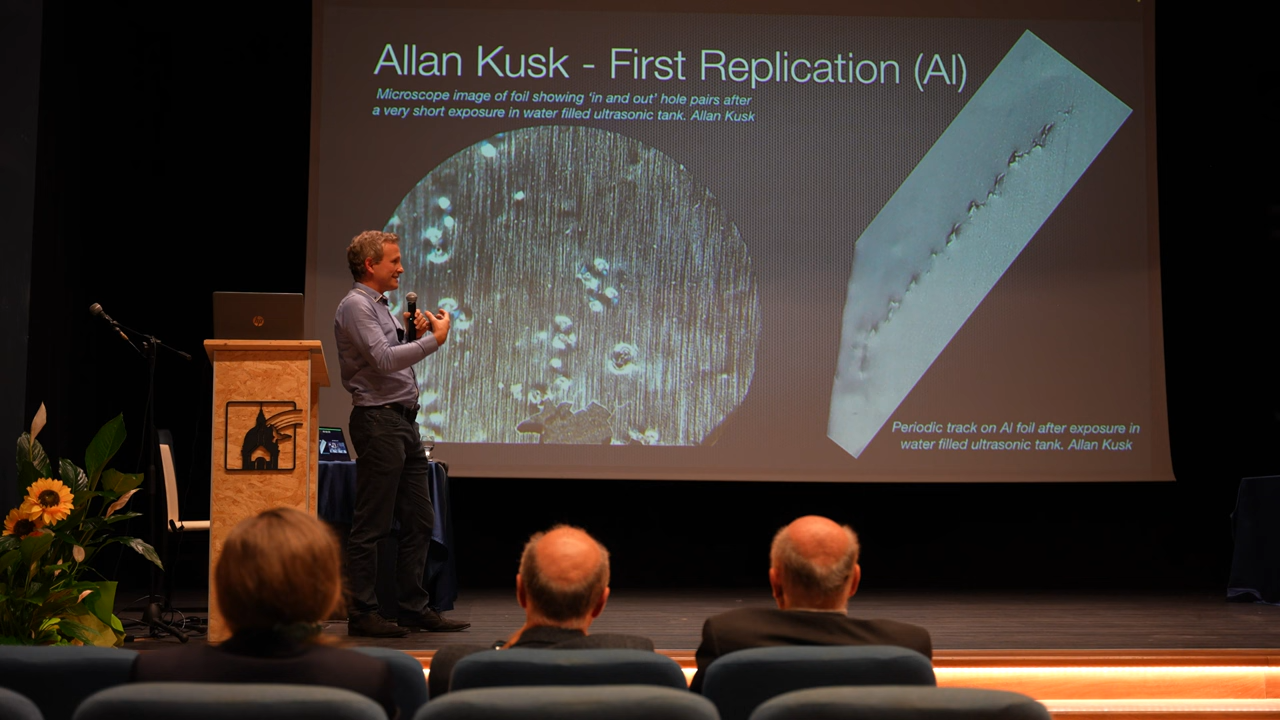 Allan Kusk - First Replication (Al)
Microscope image of foil showing 'in and out' hole pairs after
a very short exposure in water filled ultrasonic tank. Allan Kusk
Periodic track on Al foil after exposure in
water filled ultrasonic tank. Allan Kusk
hp